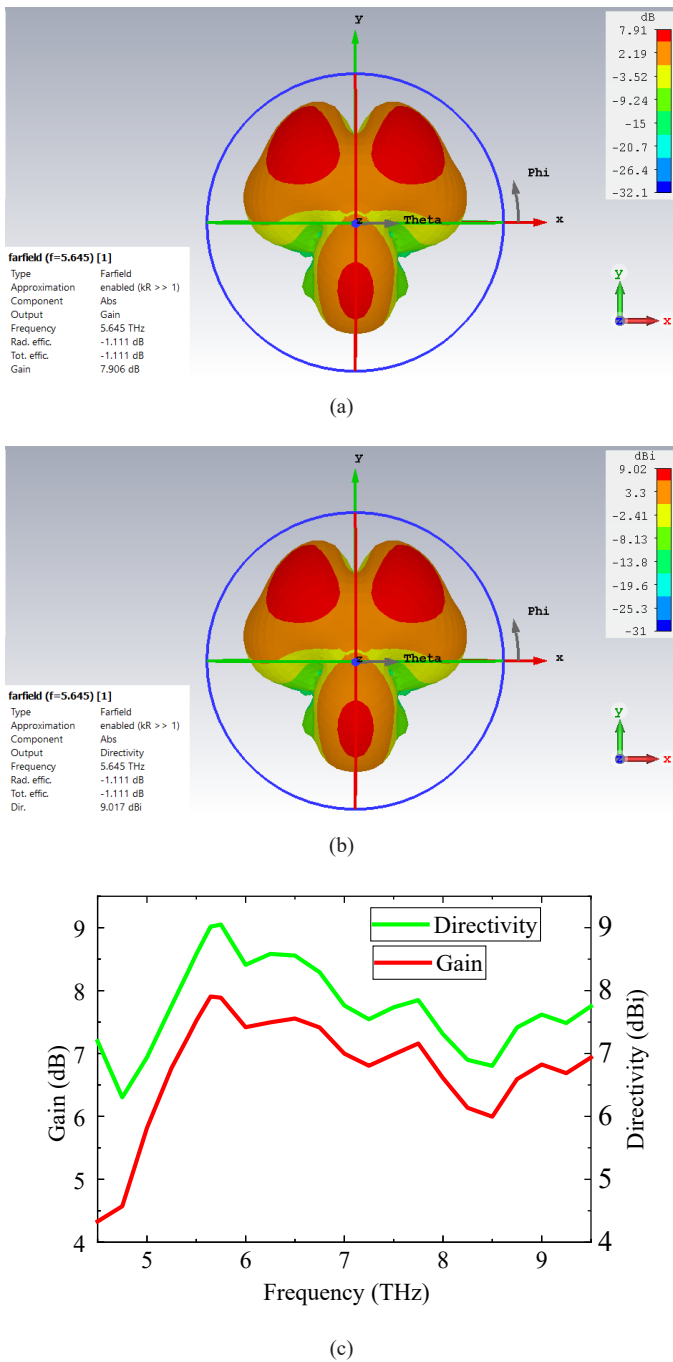 dB
7.91
2.19
-3.52
-9.24
-15
-20.7
-26.4
-32.1
y
Phi
z Theta x
farfield (f=5.645) [1]
Type Farfield
Approximation enabled (kR >> 1)
Component Abs
Output Gain
Frequency 5.645 THz
Rad. effic. -1.111 dB
Tot. effic. -1.111 dB
Gain 7.906 dB
y
z x
(a)
dBi
9.02
3.3
-2.41
-8.13
-13.8
-19.6
-25.3
-31
y
Phi
z Theta x
farfield (f=5.645) [1]
Type Farfield
Approximation enabled (kR >> 1)
Component Abs
Output Directivity
Frequency 5.645 THz
Rad. effic. -1.111 dB
Tot. effic. -1.111 dB
Dir. 9.017 dBi
y
z x
(b)
Directivity
Gain
9 9
8 8
7 7
6 6
5 5
4 4
Gain (dB)
Directivity (dBi)
5 6 7 8 9
Frequency (THz)
(c)